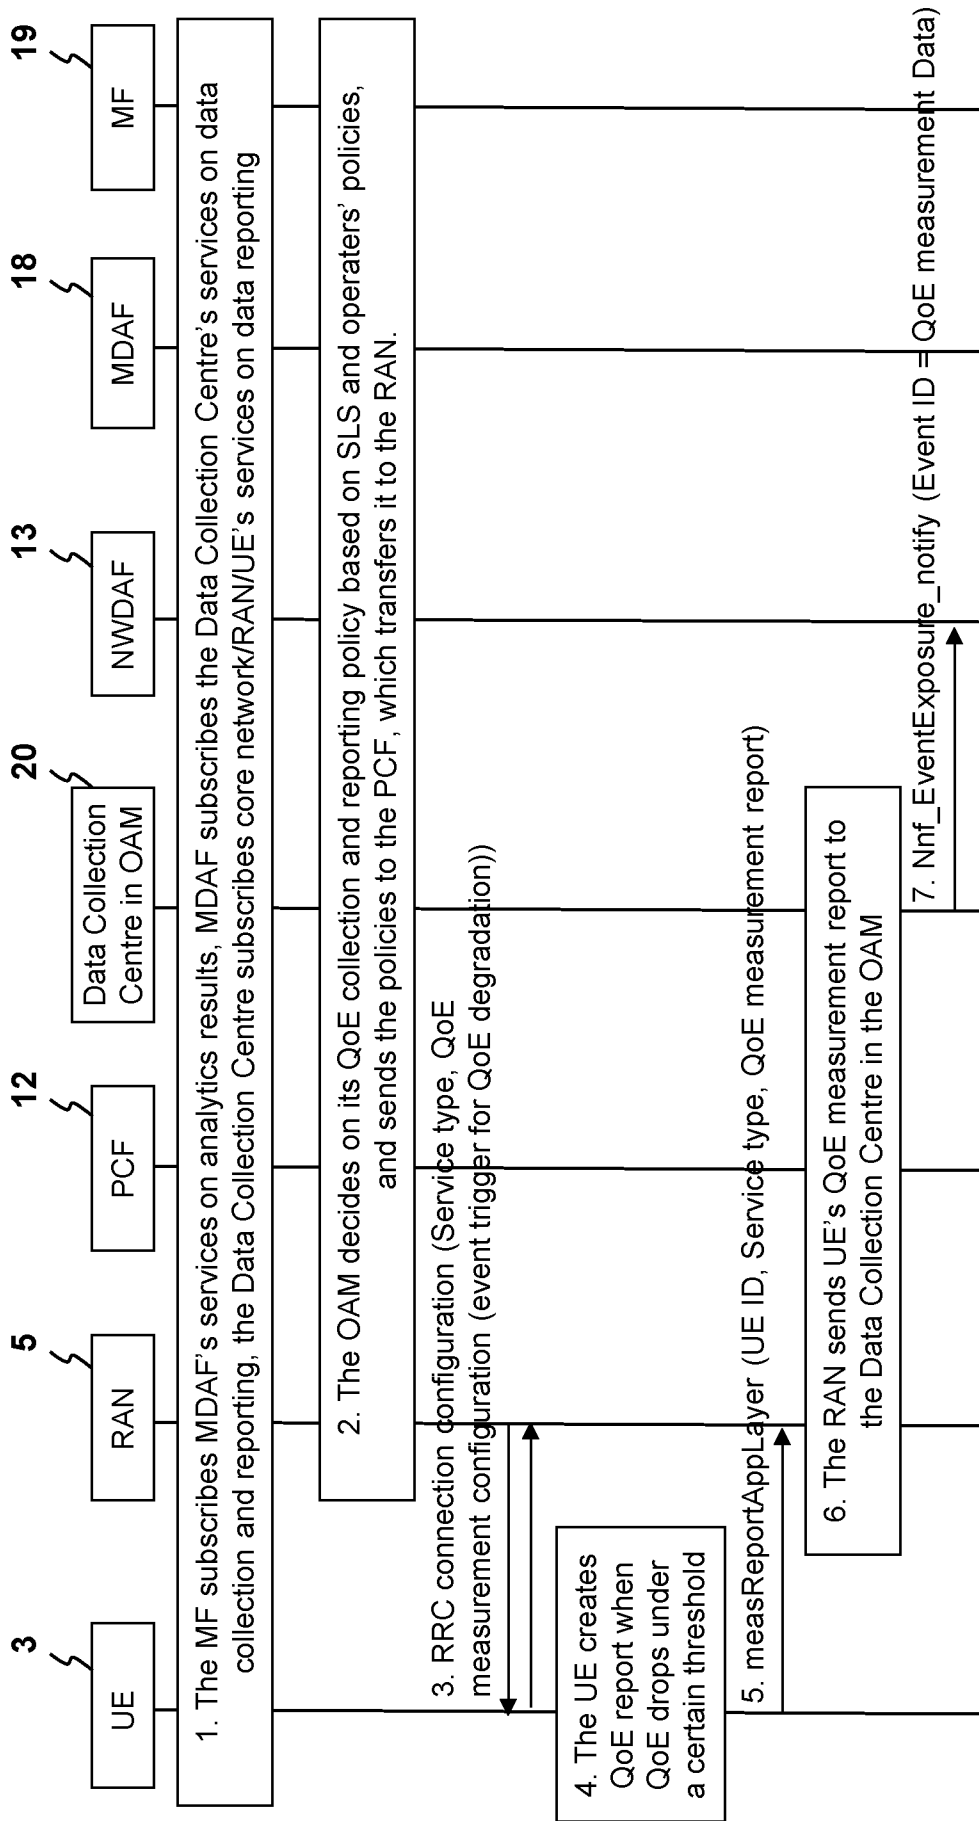 3
5
12
20
13
18
19
UE
RAN
PCF
Data Collection
Centre in OAM
NWDAF
MDAF
MF
1. The MF subscribes MDAF's services on analytics results, MDAF subscribes the Data Collection Centre's services on data
collection and reporting, the Data Collection Centre subscribes core network/RAN/UE's services on data reporting
2. The OAM decides on its QoE collection and reporting policy based on SLS and operaters' policies,
and sends the policies to the PCF, which transfers it to the RAN.
3. RRC connection configuration (Service type, QoE
measurement configuration (event trigger for QoE degradation))
4. The UE creates
QoE report when
QoE drops under
a certain threshold
5. measReportAppLayer (UE ID, Service type, QoE measurement report)
6. The RAN sends UE's QoE measurement report to
the Data Collection Centre in the OAM
7. Nnf_EventExposure_notify (Event ID = QoE measurement Data)